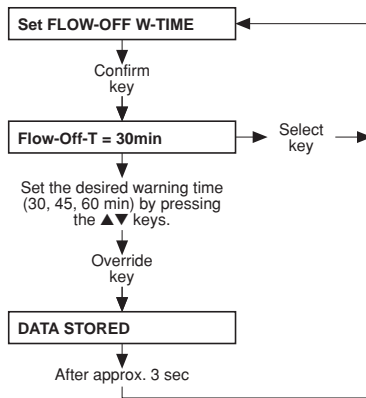 Set FLOW-OFF W-TIME
Confirm
key
Flow-Off-T = 30min
Select
key
Set the desired warning time
(30, 45, 60 min) by pressing
the ▲▼ keys.
Override
key
DATA STORED
After approx. 3 sec